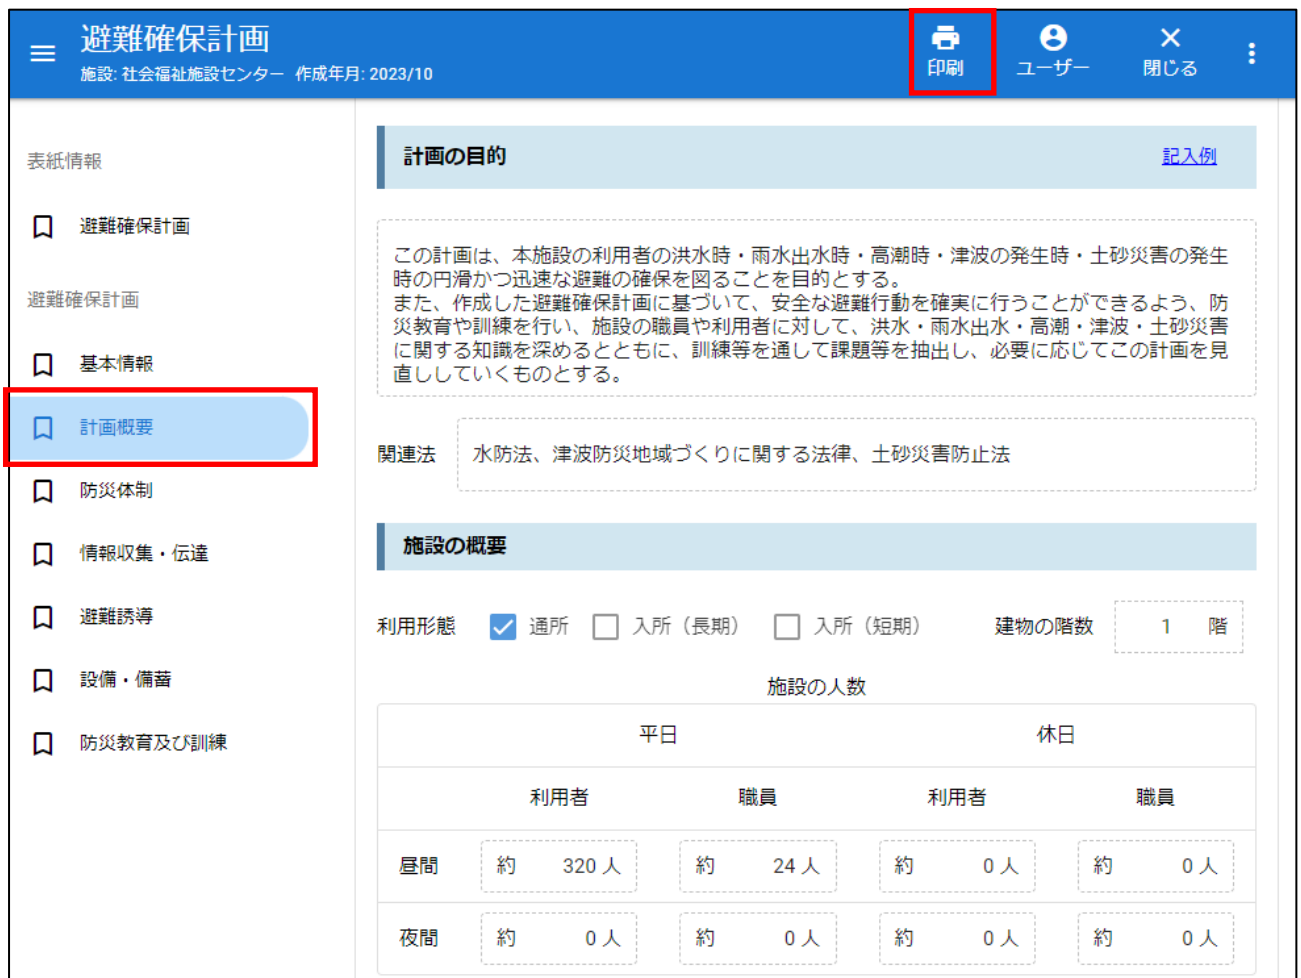 避難確保計画
施設: 社会福祉施設センター 作成年月: 2023/10
印刷
ユーザー
閉じる
表紙情報
避難確保計画
避難確保計画
基本情報
計画概要
防災体制
情報収集・伝達
避難誘導
設備・備蓄
防災教育及び訓練
計画の目的 記入例
この計画は、本施設の利用者の洪水時・雨水出水時・高潮時・津波の発生時・土砂災害の発生
時の円滑かつ迅速な避難の確保を図ることを目的とする。
また、作成した避難確保計画に基づいて、安全な避難行動を確実に行うことができるよう、防
災教育や訓練を行い、施設の職員や利用者に対して、洪水・雨水出水・高潮・津波・土砂災害
に関する知識を深めるとともに、訓練等を通して課題等を抽出し、必要に応じてこの計画を見
直ししていくものとする。
関連法 水防法、津波防災地域づくりに関する法律、土砂災害防止法
施設の概要
利用形態 通所 入所（長期） 入所（短期） 建物の階数 1 階
施設の人数
平日 休日
利用者 職員 利用者 職員
昼間 約 320 人 約 24 人 約 0 人 約 0 人
夜間 約 0 人 約 0 人 約 0 人 約 0 人